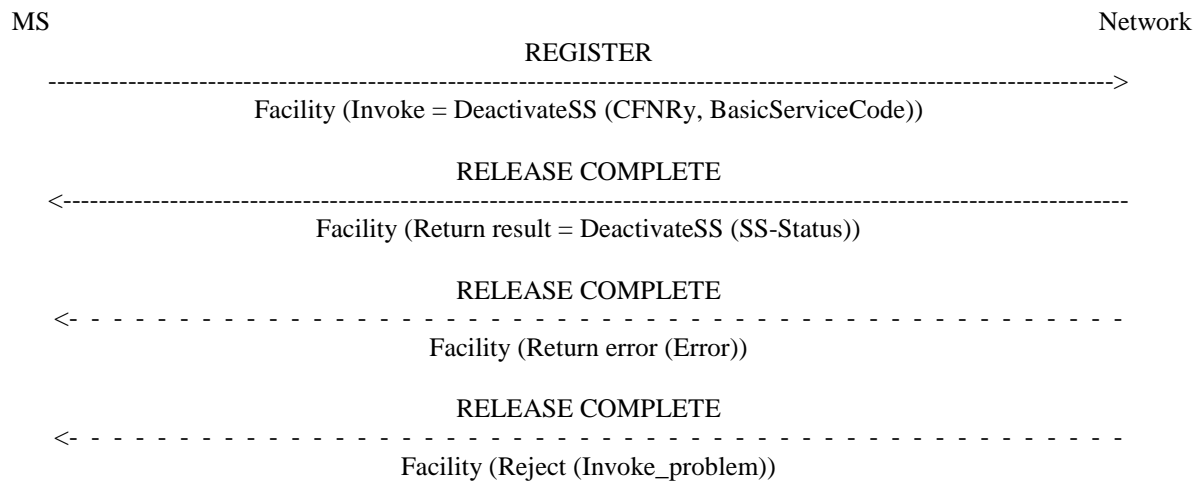 MS Network
REGISTER
Facility (Invoke = DeactivateSS (CFNRy, BasicServiceCode))
RELEASE COMPLETE
Facility (Return result = DeactivateSS (SS-Status))
RELEASE COMPLETE
Facility (Return error (Error))
RELEASE COMPLETE
Facility (Reject (Invoke_problem))